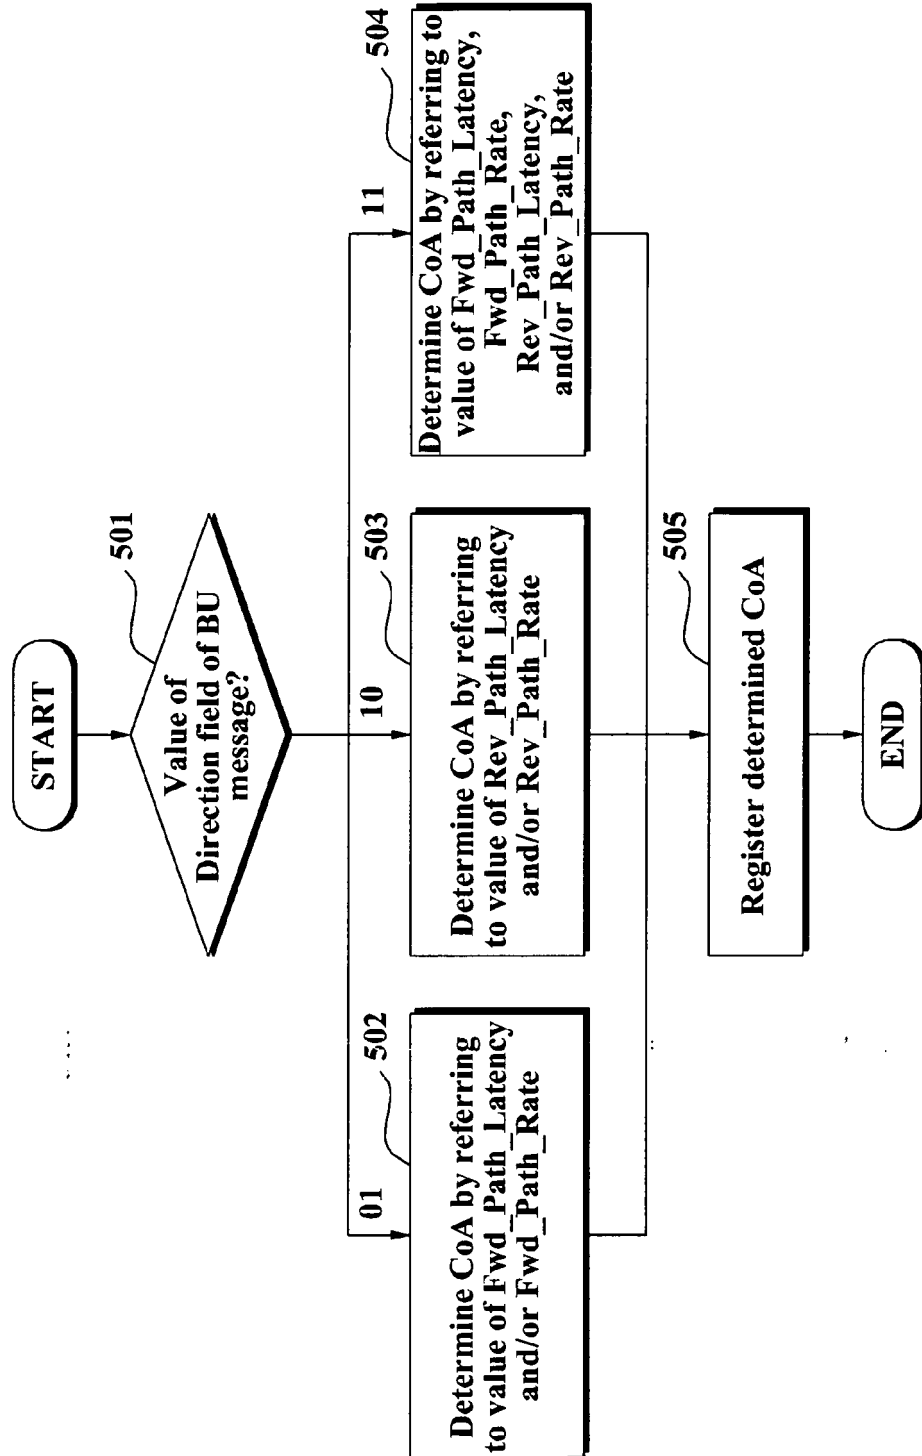 START
501
Value of
Direction field of BU
message?
01
10
11
502
Determine CoA by referring
to value of Fwd_Path_Latency
and/or Fwd_Path_Rate
503
Determine CoA by referring
to value of Rev_Path_Latency
and/or Rev_Path_Rate
504
Determine CoA by referring to
value of Fwd_Path_Latency,
Fwd_Path_Rate,
Rev_Path_Latency,
and/or Rev_Path_Rate
505
Register determined CoA
END